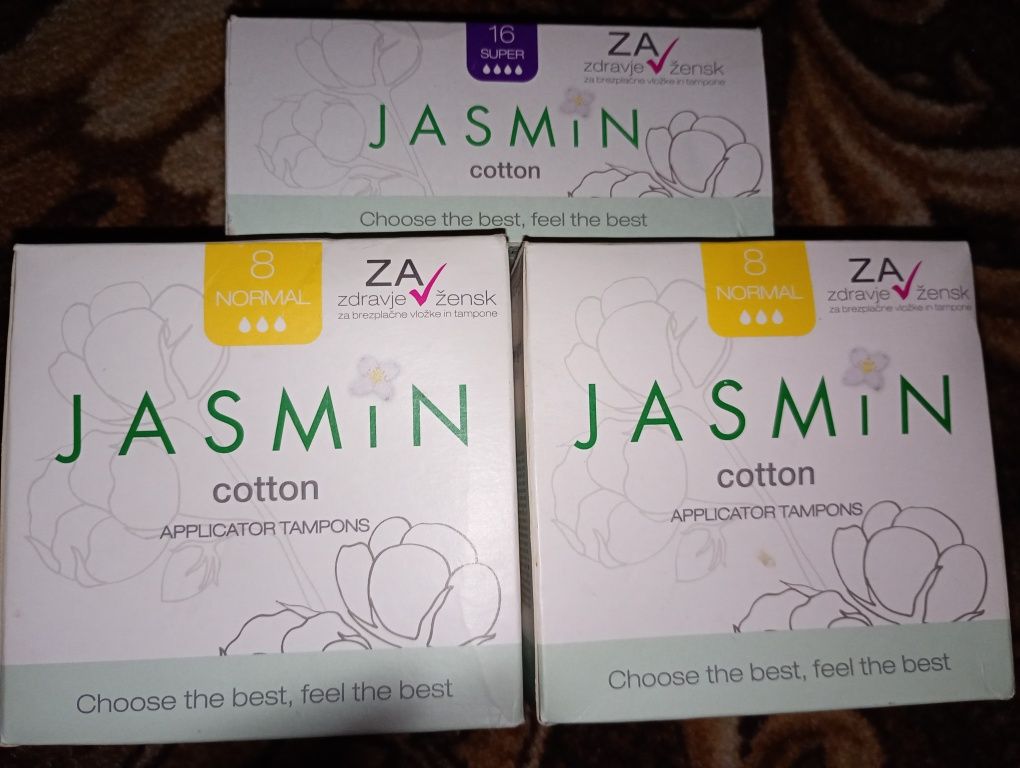 16
SUPER
ZA
zdravje žensk
za brezplačne vložke in tampone
JASMiN
cotton
Choose the best, feel the best
8
NORMAL
ZA
zdravje žensk
za brezplačne vložke in tampone
JASMiN
cotton
APPLICATOR TAMPONS
Choose the best, feel the best
8
NORMAL
ZA
zdravje žensk
za brezplačne vložke in tampone
JASMiN
cotton
APPLICATOR TAMPONS
Choose the best, feel the best